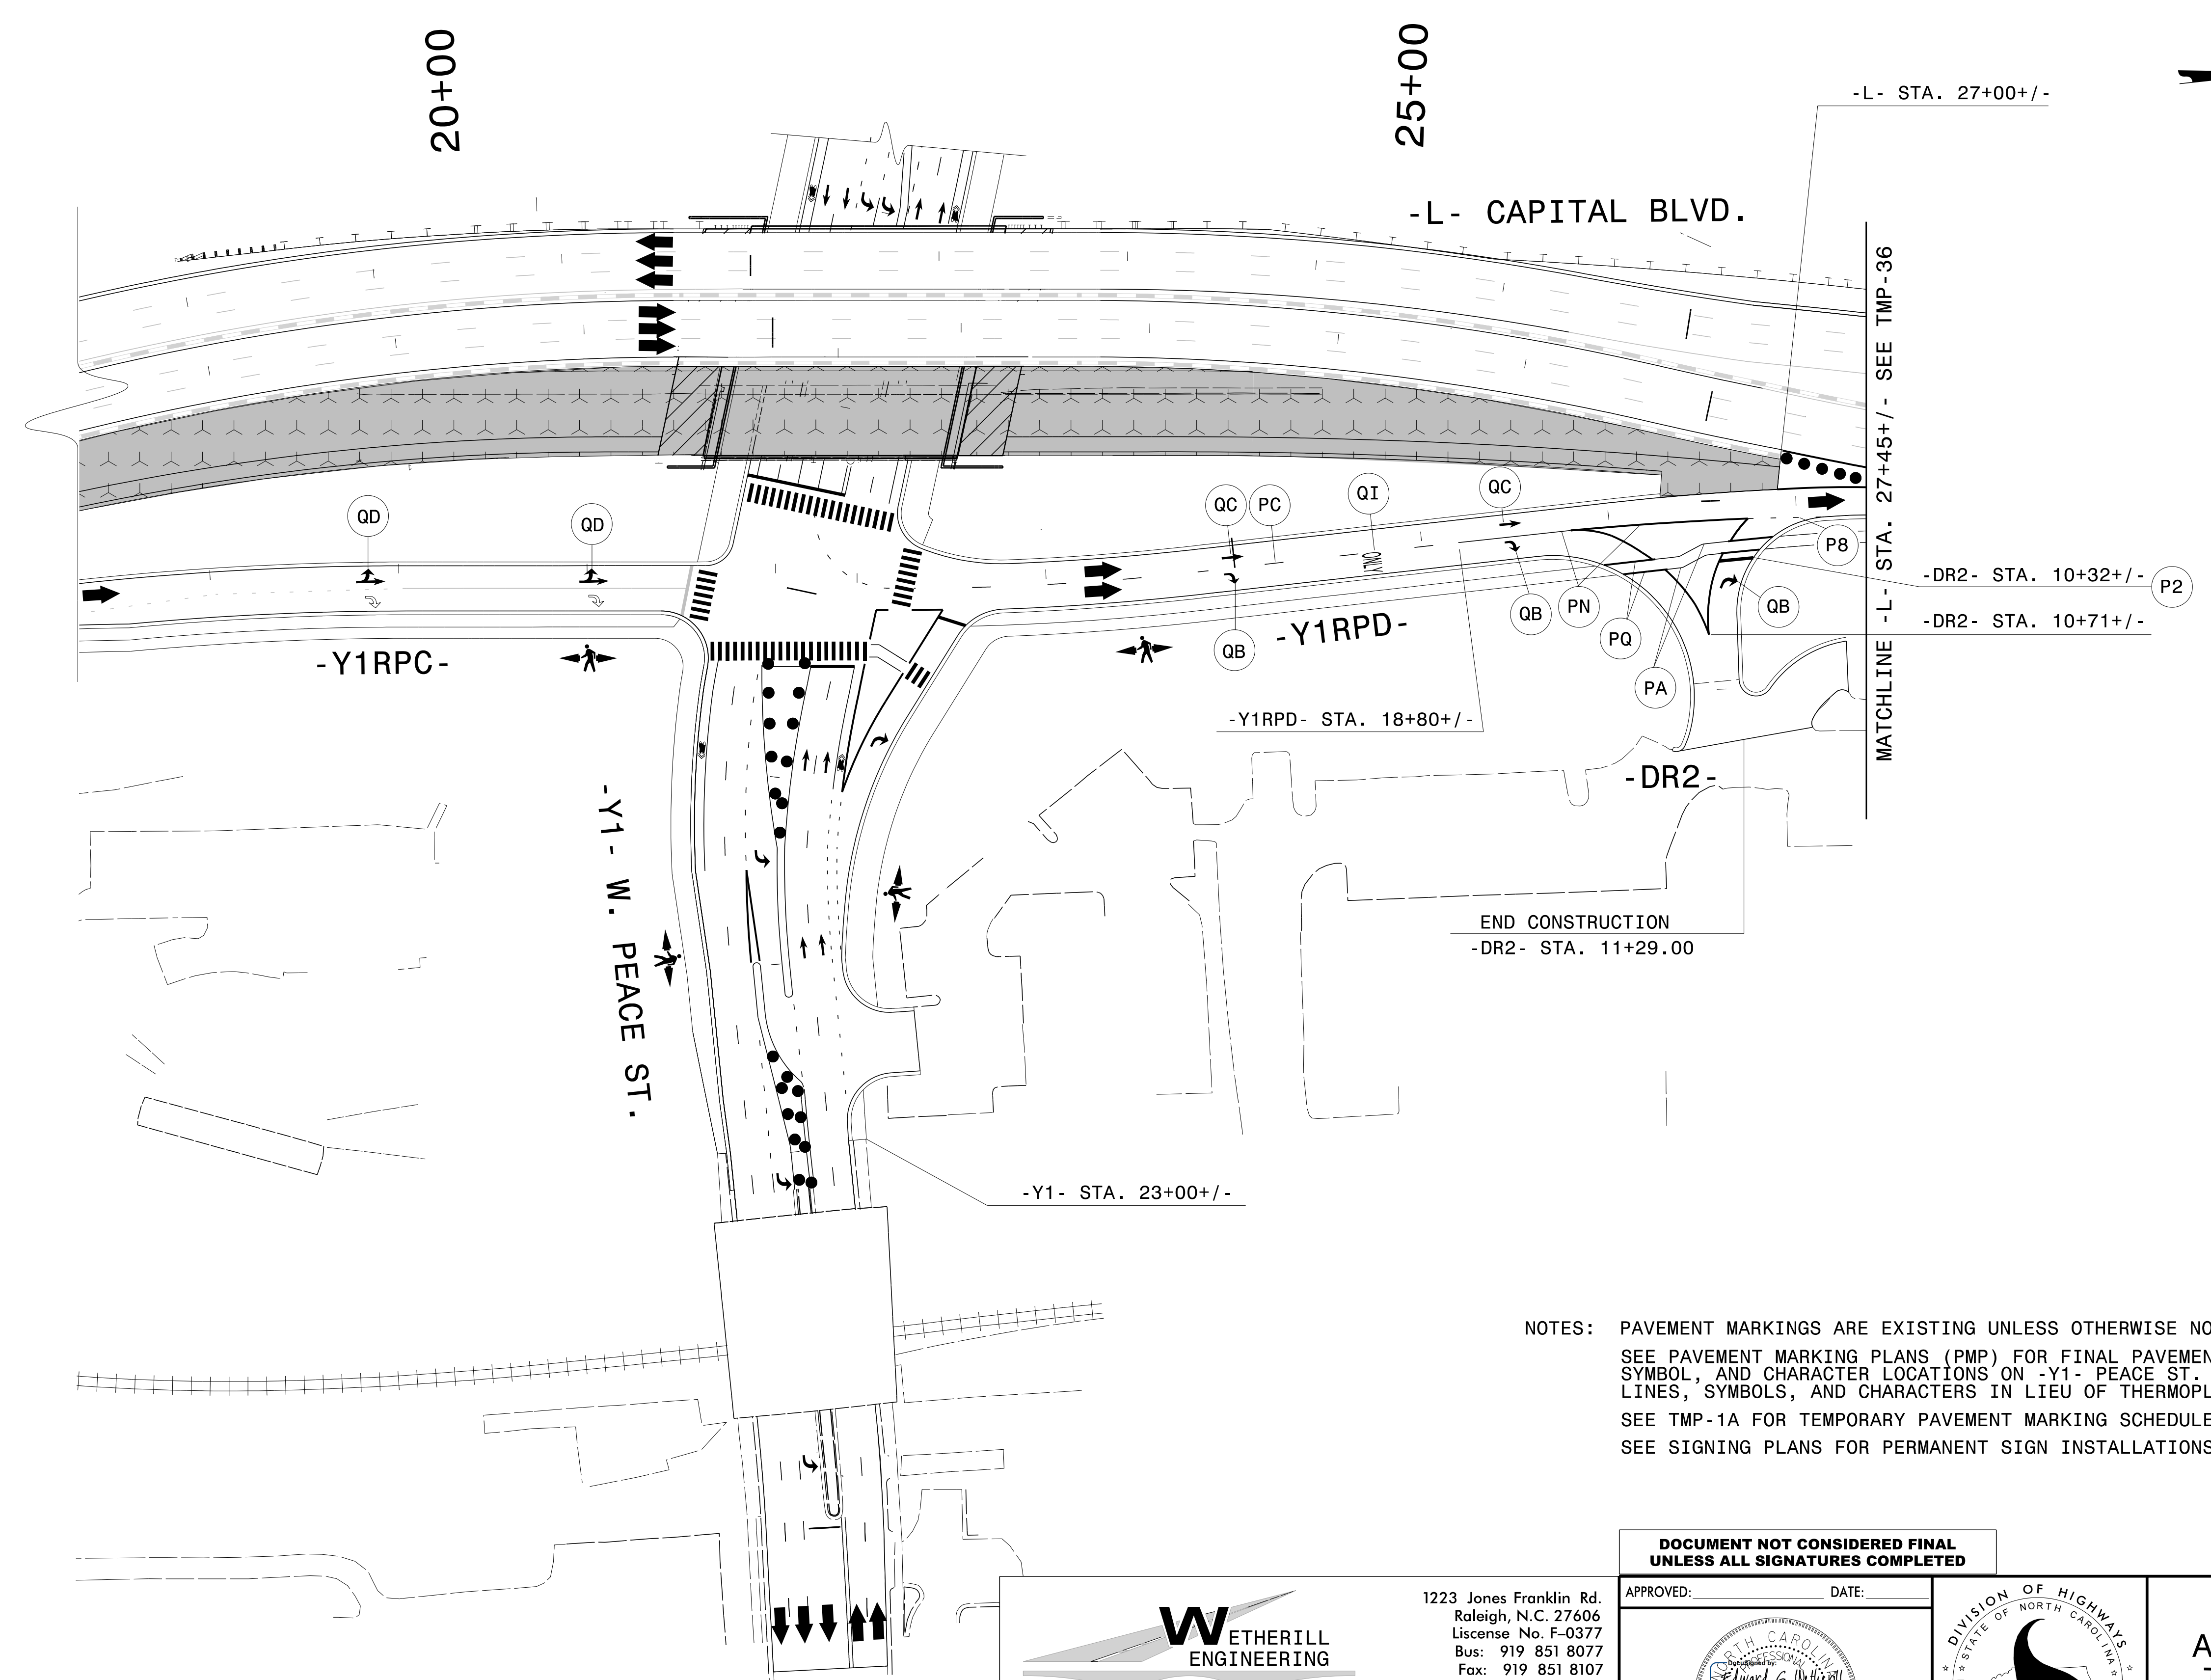 20+00
25+00
-L- STA. 27+00+/-
-L- CAPITAL BLVD.
MATCHLINE -L- STA. 27+45+/- SEE TMP-36
QD
QD
QC
PC
QI
QC
P8
-DR2- STA. 10+32+/-
P2
QB
PN
QB
-DR2- STA. 10+71+/-
PQ
ONLY
-Y1RPC-
-Y1RPD-
QB
PA
-Y1RPD- STA. 18+80+/-
-DR2-
-Y1- W. PEACE ST.
END CONSTRUCTION
-DR2- STA. 11+29.00
-Y1- STA. 23+00+/-
NOTES: PAVEMENT MARKINGS ARE EXISTING UNLESS OTHERWISE NO
SEE PAVEMENT MARKING PLANS (PMP) FOR FINAL PAVEMEN
SYMBOL, AND CHARACTER LOCATIONS ON -Y1- PEACE ST.
LINES, SYMBOLS, AND CHARACTERS IN LIEU OF THERMOPL
SEE TMP-1A FOR TEMPORARY PAVEMENT MARKING SCHEDULE
SEE SIGNING PLANS FOR PERMANENT SIGN INSTALLATIONS
DOCUMENT NOT CONSIDERED FINAL
UNLESS ALL SIGNATURES COMPLETED
APPROVED: DATE:
WETHERILL
ENGINEERING
1223 Jones Franklin Rd.
Raleigh, N.C. 27606
Liscense No. F-0377
Bus: 919 851 8077
Fax: 919 851 8107
NORTH CAROLINA
PROFESSIONAL
DocuSigned by:
Edward G. Wetherill
DIVISION OF HIGHWAYS
STATE OF NORTH CAROLINA
A